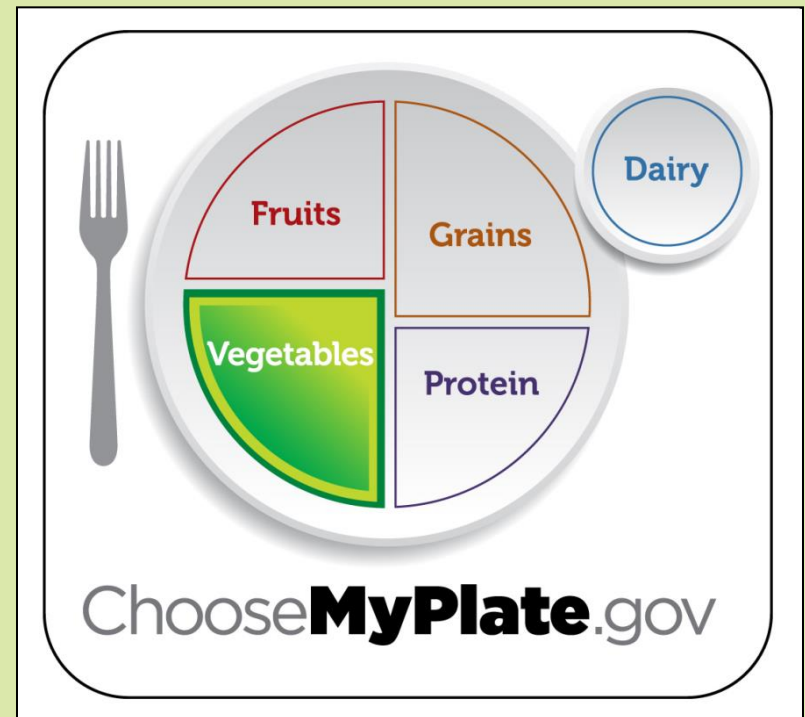 Fruits
Grains
Dairy
Vegetables
Protein
ChooseMyPlate.gov